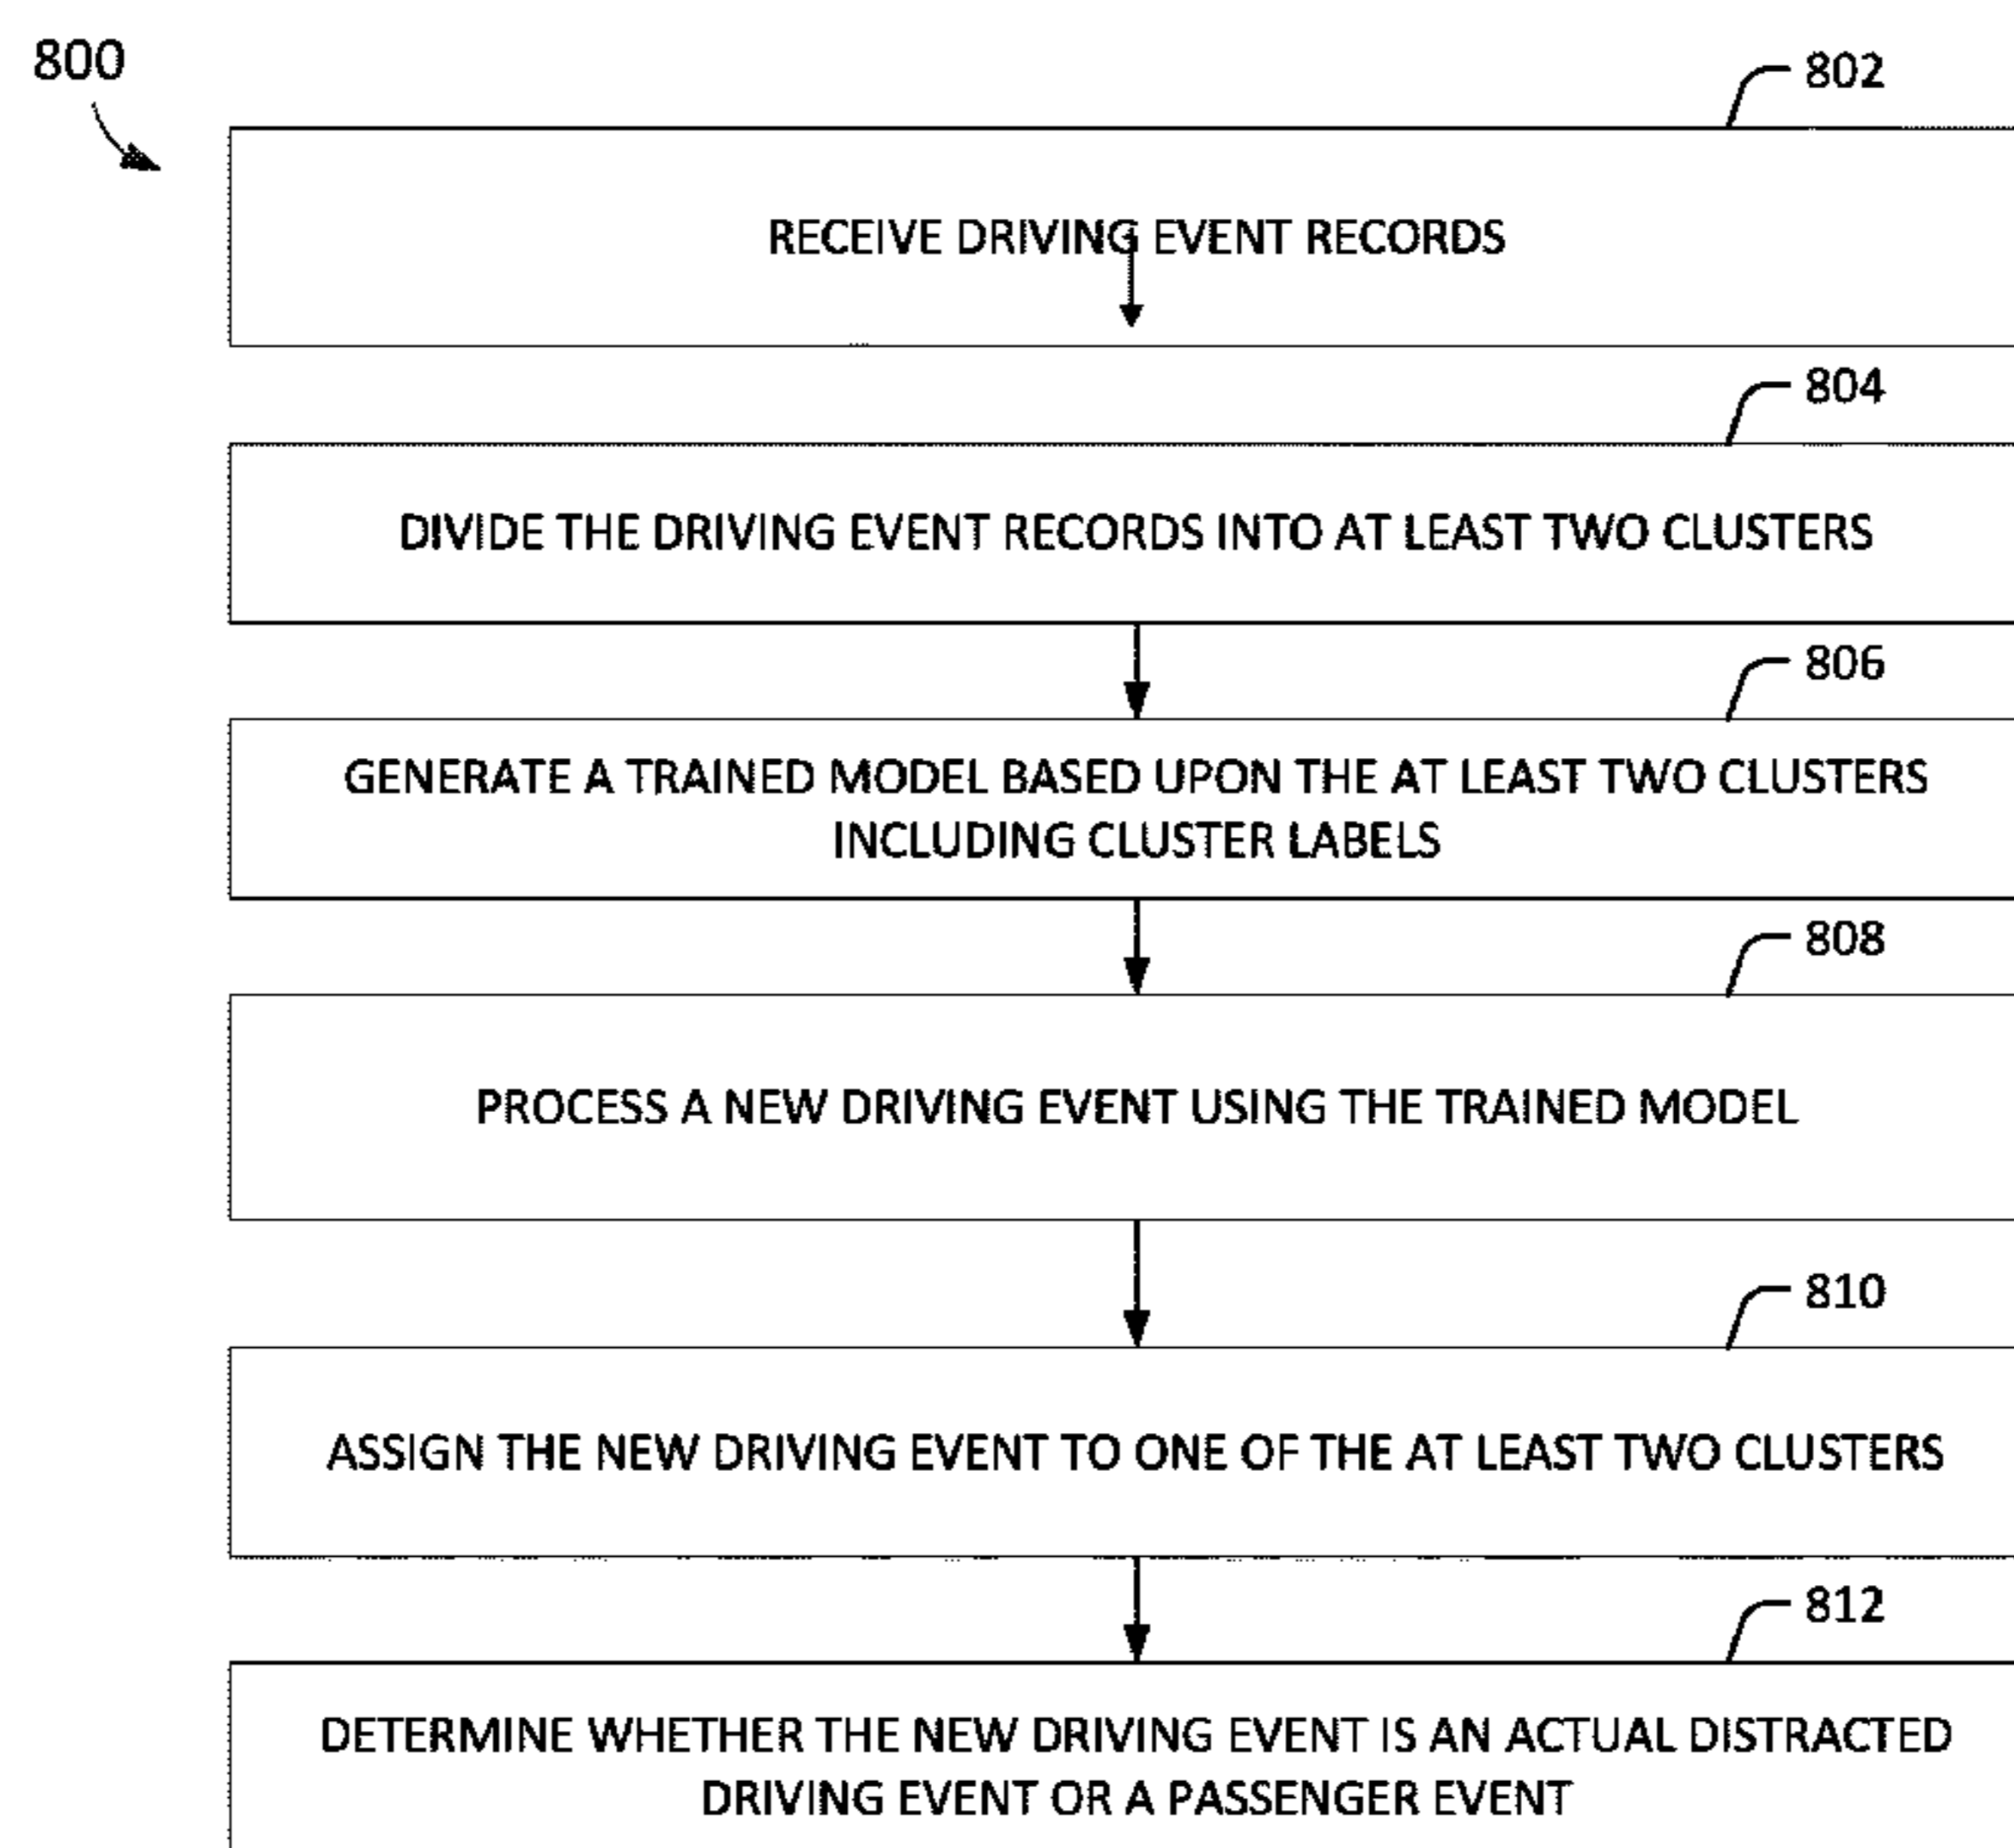 800
802
RECEIVE DRIVING EVENT RECORDS
804
DIVIDE THE DRIVING EVENT RECORDS INTO AT LEAST TWO CLUSTERS
806
GENERATE A TRAINED MODEL BASED UPON THE AT LEAST TWO CLUSTERS
INCLUDING CLUSTER LABELS
808
PROCESS A NEW DRIVING EVENT USING THE TRAINED MODEL
810
ASSIGN THE NEW DRIVING EVENT TO ONE OF THE AT LEAST TWO CLUSTERS
812
DETERMINE WHETHER THE NEW DRIVING EVENT IS AN ACTUAL DISTRACTED
DRIVING EVENT OR A PASSENGER EVENT